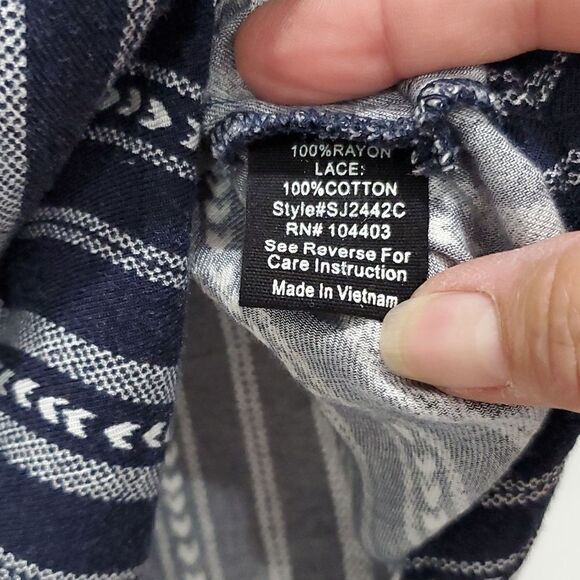 100%RAYON
LACE:
100%COTTON
Style#SJ2442C
RN# 104403
See Reverse For
Care Instruction
Made In Vietnam